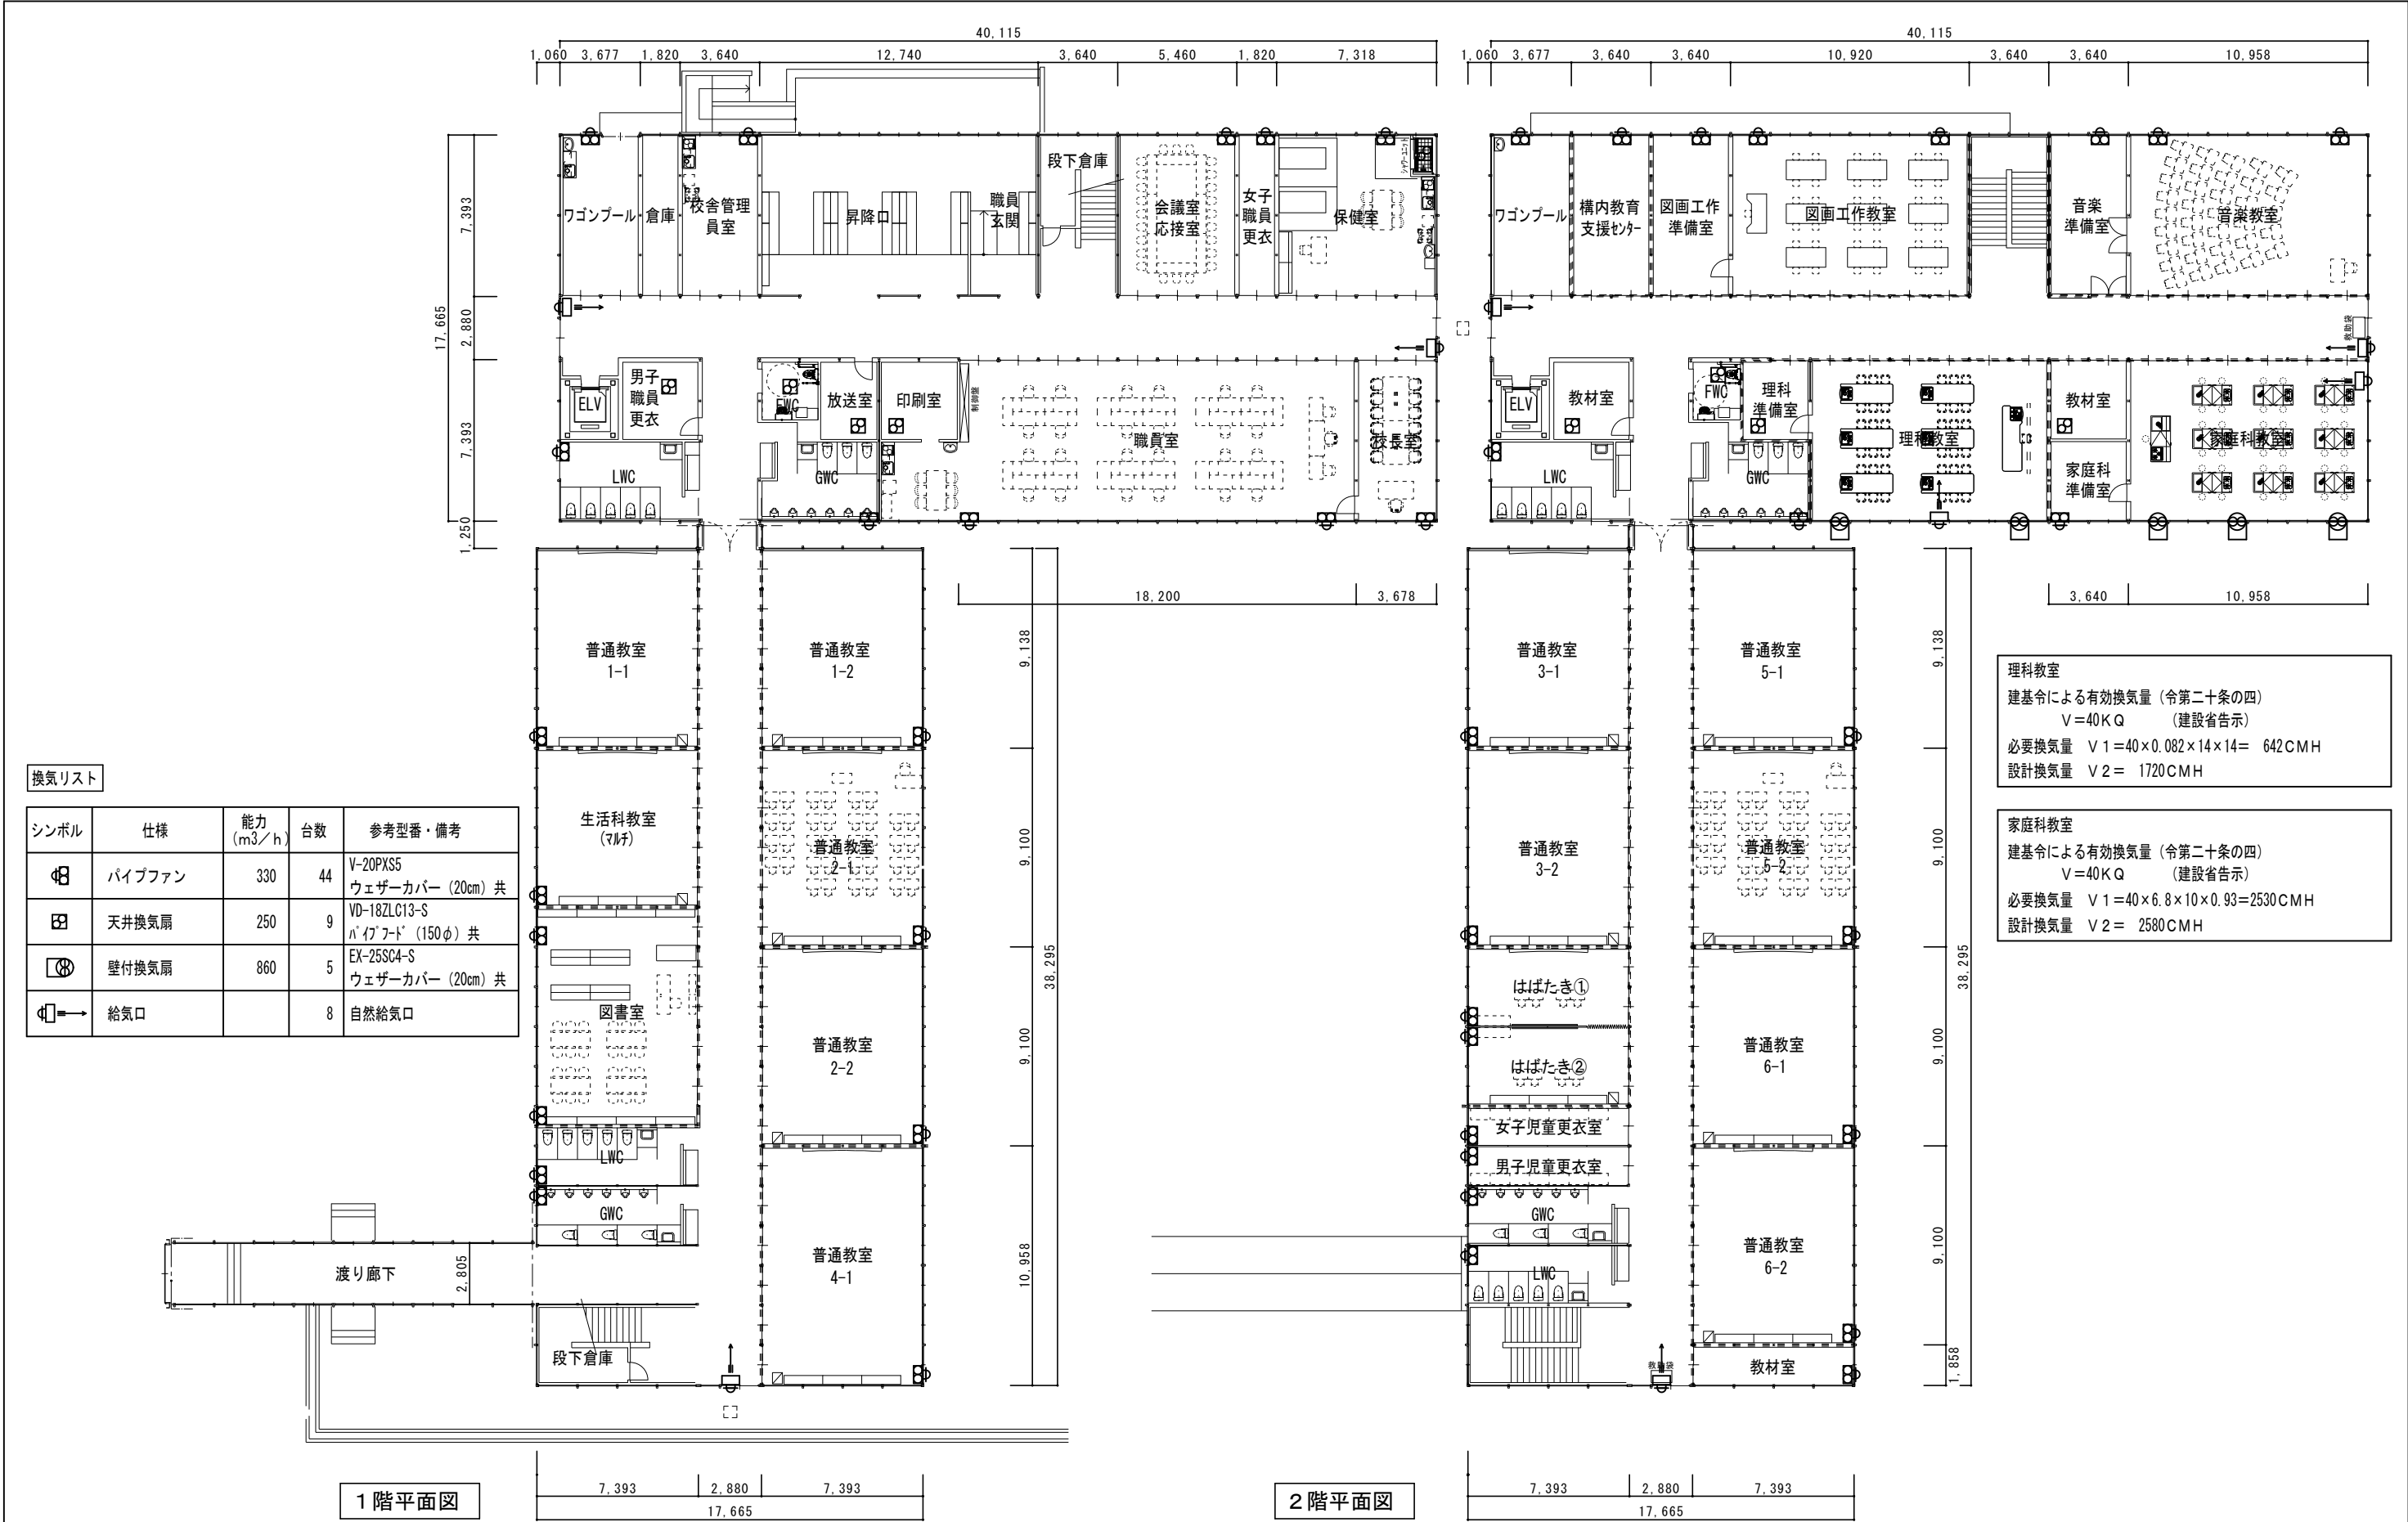 40,115
1,060 3,677 1,820 3,640 12,740 3,640 5,460 1,820 7,318
40,115
1,060 3,677 3,640 3,640 10,920 3,640 3,640 10,958
17,665
7,393
2,880
7,393
1,250
ワゴンプール
倉庫
校舎管理
員室
昇降口
職員
玄関
段下倉庫
会議室
応接室
女子
職員
更衣
保健室
シャワーユニット
ELV
男子
職員
更衣
LWC
FWC
放送室
GWC
印刷室
制御盤
職員室
校長室
ワゴンプール
構内教育
支援センター
図画工作
準備室
図画工作教室
音楽
準備室
音楽教室
救助袋
ELV
教材室
LWC
FWC
理科
準備室
GWC
理科教室
教材室
家庭科
準備室
家庭科教室
18,200 3,678
3,640 10,958
普通教室
1-1
普通教室
1-2
生活科教室
(マルチ)
普通教室
2-1
図書室
普通教室
2-2
LWC
GWC
普通教室
4-1
渡り廊下
2,805
段下倉庫
9,138
9,100
9,100
10,958
38,295
7,393 2,880 7,393
17,665
1階平面図
普通教室
3-1
普通教室
5-1
普通教室
3-2
普通教室
5-2
はばたき①
はばたき②
普通教室
6-1
女子児童更衣室
男子児童更衣室
GWC
LWC
普通教室
6-2
教材室
救助袋
9,138
9,100
9,100
9,100
1,858
38,295
7,393 2,880 7,393
17,665
2階平面図
換気リスト
シンボル 仕様 能力(m3/h) 台数 参考型番・備考
パイプファン 330 44 V-20PXS5
ウェザーカバー(20cm)共
天井換気扇 250 9 VD-18ZLC13-S
パイプフード(150φ)共
壁付換気扇 860 5 EX-25SC4-S
ウェザーカバー(20cm)共
給気口 8 自然給気口
理科教室
建基令による有効換気量(令第二十条の四)
V=40KQ (建設省告示)
必要換気量 V1=40×0.082×14×14= 642CMH
設計換気量 V2= 1720CMH
家庭科教室
建基令による有効換気量(令第二十条の四)
V=40KQ (建設省告示)
必要換気量 V1=40×6.8×10×0.93=2530CMH
設計換気量 V2= 2580CMH